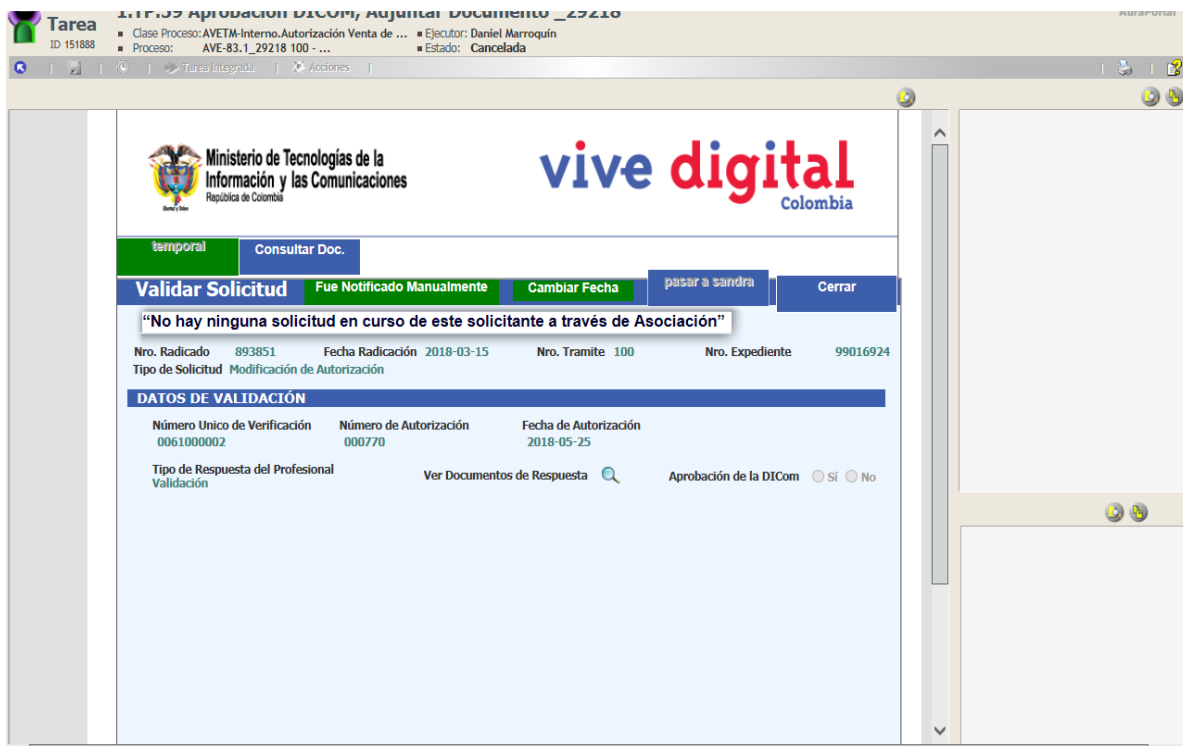 1.TP.39 Aprobación DICOM, Adjuntar Documento _29218
AuraPortal
Tarea
ID 151888
Clase Proceso: AVETM-Interno.Autorización Venta de ...
Ejecutor: Daniel Marroquín
Proceso: AVE-83.1_29218 100 - ...
Estado: Cancelada
Tarea Integrada
Acciones
Ministerio de Tecnologías de la
Información y las Comunicaciones
República de Colombia
Libertad y Orden
vive digital
Colombia
temporal
Consultar Doc.
Validar Solicitud
Fue Notificado Manualmente
Cambiar Fecha
pasar a sandra
Cerrar
“No hay ninguna solicitud en curso de este solicitante a través de Asociación”
Nro. Radicado 893851 Fecha Radicación 2018-03-15 Nro. Tramite 100 Nro. Expediente 99016924
Tipo de Solicitud Modificación de Autorización
DATOS DE VALIDACIÓN
Número Unico de Verificación Número de Autorización Fecha de Autorización
0061000002 000770 2018-05-25
Tipo de Respuesta del Profesional
Validación
Ver Documentos de Respuesta
Aprobación de la DICom Sí No